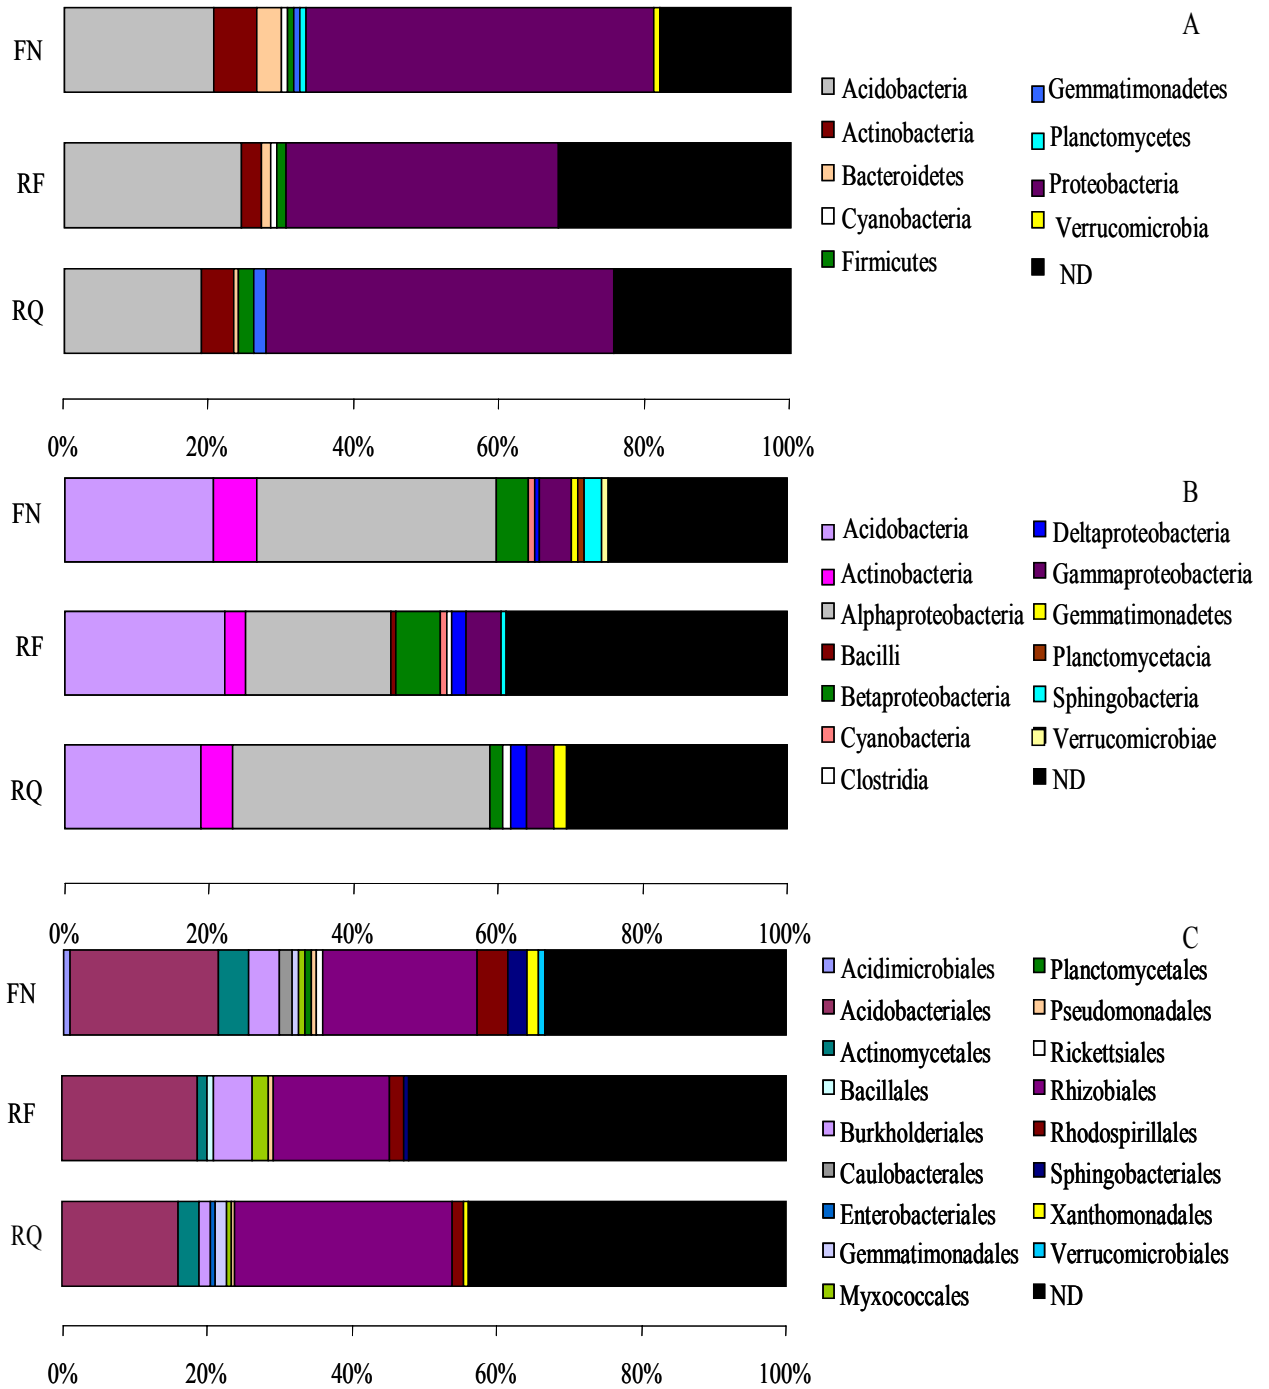 A
FN
RF
RQ
Acidobacteria
Actinobacteria
Bacteroidetes
Cyanobacteria
Firmicutes
Gemmatimonadetes
Planctomycetes
Proteobacteria
Verrucomicrobia
ND
0% 20% 40% 60% 80% 100%
B
FN
RF
RQ
Acidobacteria
Actinobacteria
Alphaproteobacteria
Bacilli
Betaproteobacteria
Cyanobacteria
Clostridia
Deltaproteobacteria
Gammaproteobacteria
Gemmatimonadetes
Planctomycetacia
Sphingobacteria
Verrucomicrobiae
ND
0% 20% 40% 60% 80% 100%
C
FN
RF
RQ
Acidimicrobiales
Acidobacteriales
Actinomycetales
Bacillales
Burkholderiales
Caulobacterales
Enterobacteriales
Gemmatimonadales
Myxococcales
Planctomycetales
Pseudomonadales
Rickettsiales
Rhizobiales
Rhodospirillales
Sphingobacteriales
Xanthomonadales
Verrucomicrobiales
ND
0% 20% 40% 60% 80% 100%